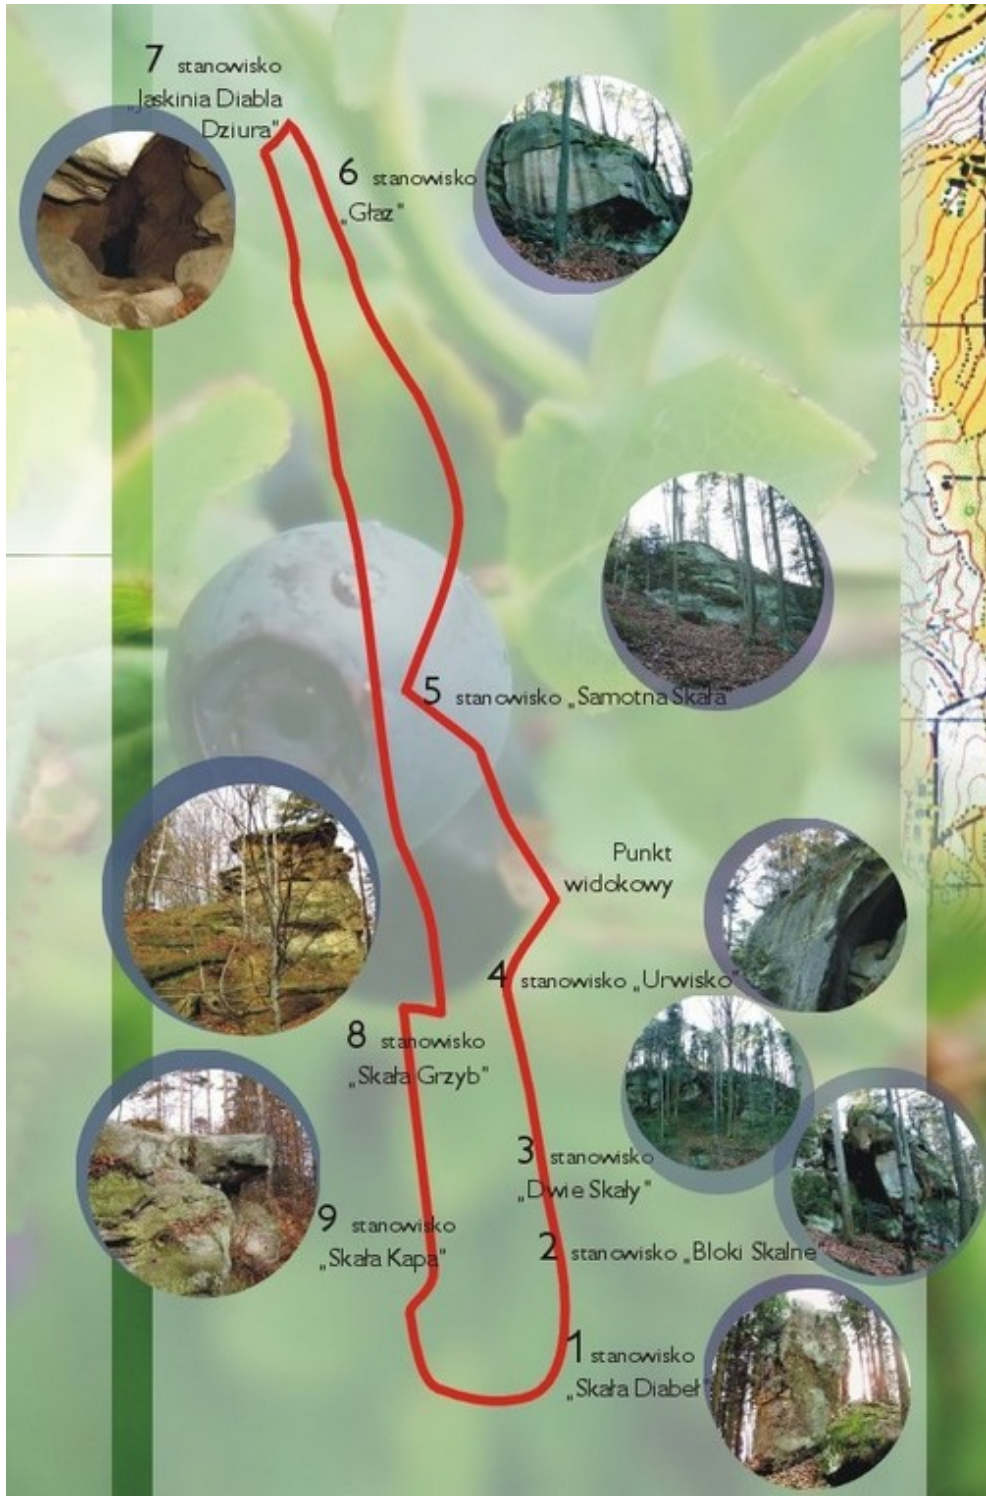 7 stanowisko
„Jaskinia Diabla
Dziura"
6 stanowisko
„Głaz"
5 stanowisko „Samotna Skała"
Punkt
widokowy
4 stanowisko „Urwisko"
8 stanowisko
„Skała Grzyb"
3 stanowisko
„Dwie Skały"
9 stanowisko
„Skała Kapa"
2 stanowisko „Bloki Skalne"
1 stanowisko
„Skała Diabeł"